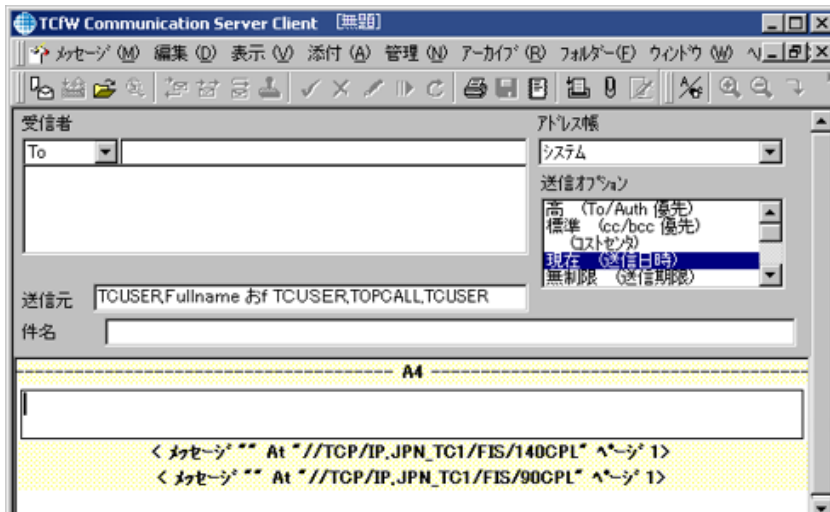 TCfW Communication Server Client [無題]
メッセージ (M) 編集 (D) 表示 (V) 添付 (A) 管理 (N) アーカイブ (R) フォルダー(F) ウィンドウ (W)
受信者
アドレス帳
To
システム
送信オプション
高 (To/Auth 優先)
標準 (cc/bcc 優先)
(コストセンタ)
現在 (送信日時)
無制限 (送信期限)
送信元 TCUSER,Fullname おf TCUSER,TOPCALL,TCUSER
件名
A4
< メッセージ "" At "//TCP/IP,JPN_TC1/FIS/140CPL" ページ 1>
< メッセージ "" At "//TCP/IP,JPN_TC1/FIS/90CPL" ページ 1>